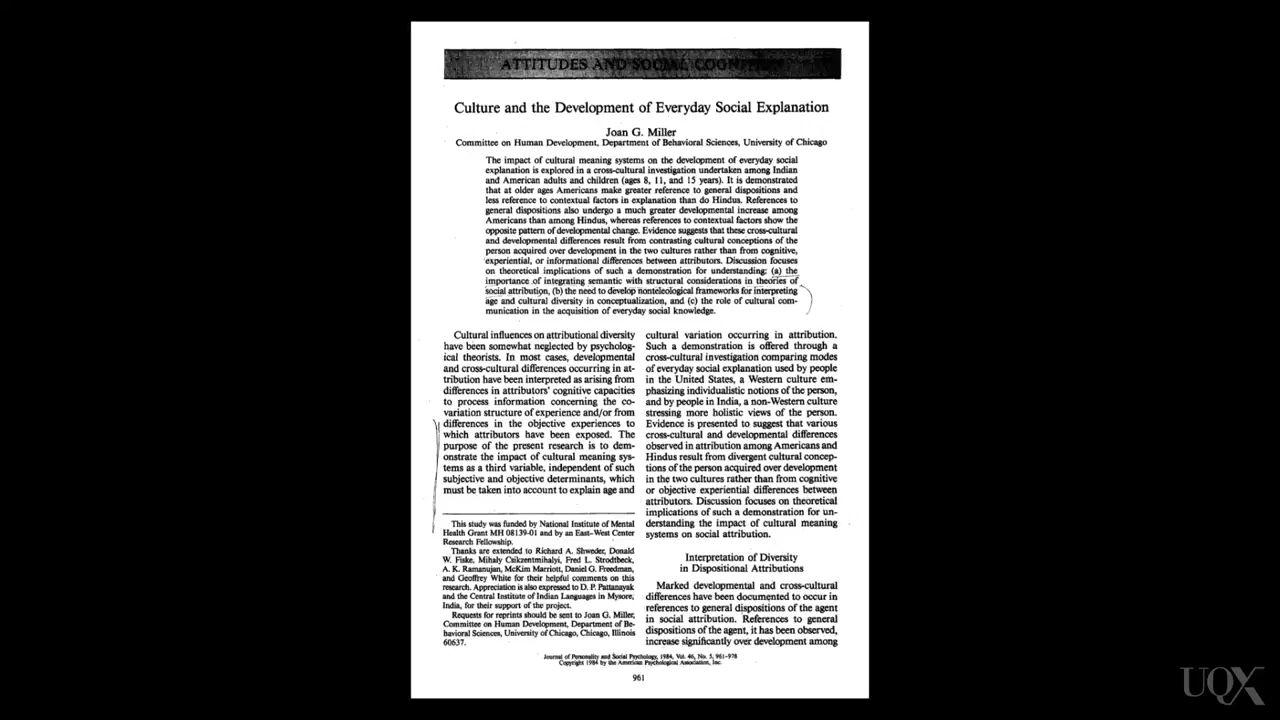 ATTITUDES AND SOCIAL COGNITION
Culture and the Development of Everyday Social Explanation
Joan G. Miller
Committee on Human Development, Department of Behavioral Sciences, University of Chicago
The impact of cultural meaning systems on the development of everyday social
explanation is explored in a cross-cultural investigation undertaken among Indian
and American adults and children (ages 8, 11, and 15 years). It is demonstrated
that at older ages Americans make greater reference to general dispositions and
less reference to contextual factors in explanation than do Hindus. References to
general dispositions also undergo a much greater developmental increase among
Americans than among Hindus, whereas references to contextual factors show the
opposite pattern of developmental change. Evidence suggests that these cross-cultural
and developmental differences result from contrasting cultural conceptions of the
person acquired over development in the two cultures rather than from cognitive,
experiential, or informational differences between attributors. Discussion focuses
on theoretical implications of such a demonstration for understanding: (a) the
importance of integrating semantic with structural considerations in theories of
social attribution, (b) the need to develop nonteleological frameworks for interpreting
age and cultural diversity in conceptualization, and (c) the role of cultural com-
munication in the acquisition of everyday social knowledge.
Cultural influences on attributional diversity
have been somewhat neglected by psycholog-
ical theorists. In most cases, developmental
and cross-cultural differences occurring in at-
tribution have been interpreted as arising from
differences in attributors' cognitive capacities
to process information concerning the co-
variation structure of experience and/or from
differences in the objective experiences to
which attributors have been exposed. The
purpose of the present research is to dem-
onstrate the impact of cultural meaning sys-
tems as a third variable, independent of such
subjective and objective determinants, which
must be taken into account to explain age and
This study was funded by National Institute of Mental
Health Grant MH 08139-01 and by an East-West Center
Research Fellowship.
Thanks are extended to Richard A. Shweder, Donald
W. Fiske, Mihaly Csikzentmihalyi, Fred L. Strodtbeck,
A. K. Ramanujan, McKim Marriott, Daniel G. Freedman,
and Geoffrey White for their helpful comments on this
research. Appreciation is also expressed to D. P. Pattanayak
and the Central Institute of Indian Languages in Mysore,
India, for their support of the project.
Requests for reprints should be sent to Joan G. Miller,
Committee on Human Development, Department of Be-
havioral Sciences, University of Chicago, Chicago, Illinois
60637.
cultural variation occurring in attribution.
Such a demonstration is offered through a
cross-cultural investigation comparing modes
of everyday social explanation used by people
in the United States, a Western culture em-
phasizing individualistic notions of the person,
and by people in India, a non-Western culture
stressing more holistic views of the person.
Evidence is presented to suggest that various
cross-cultural and developmental differences
observed in attribution among Americans and
Hindus result from divergent cultural concep-
tions of the person acquired over development
in the two cultures rather than from cognitive
or objective experiential differences between
attributors. Discussion focuses on theoretical
implications of such a demonstration for un-
derstanding the impact of cultural meaning
systems on social attribution.
Interpretation of Diversity
in Dispositional Attributions
Marked developmental and cross-cultural
differences have been documented to occur in
references to general dispositions of the agent
in social attribution. References to general
dispositions of the agent, it has been observed,
increase significantly over development among
Journal of Personality and Social Psychology, 1984, Vol. 46, No. 5, 961-978
Copyright 1984 by the American Psychological Association, Inc.
961
UQX